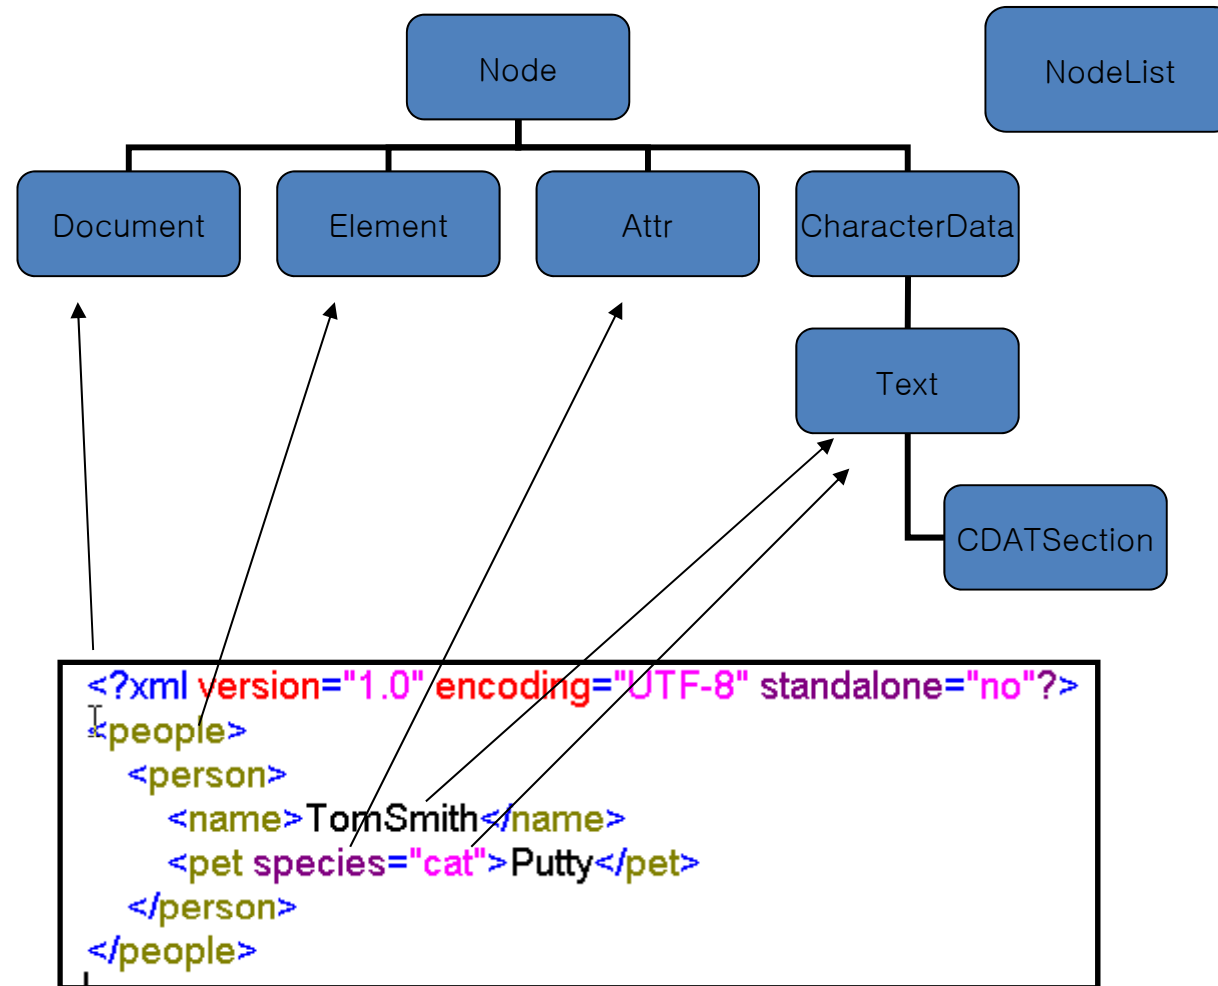 Node
NodeList
Document
Element
Attr
CharacterData
Text
CDATSection
<?xml version="1.0" encoding="UTF-8" standalone="no"?>
<people>
<person>
<name>TomSmith</name>
<pet species="cat">Putty</pet>
</person>
</people>